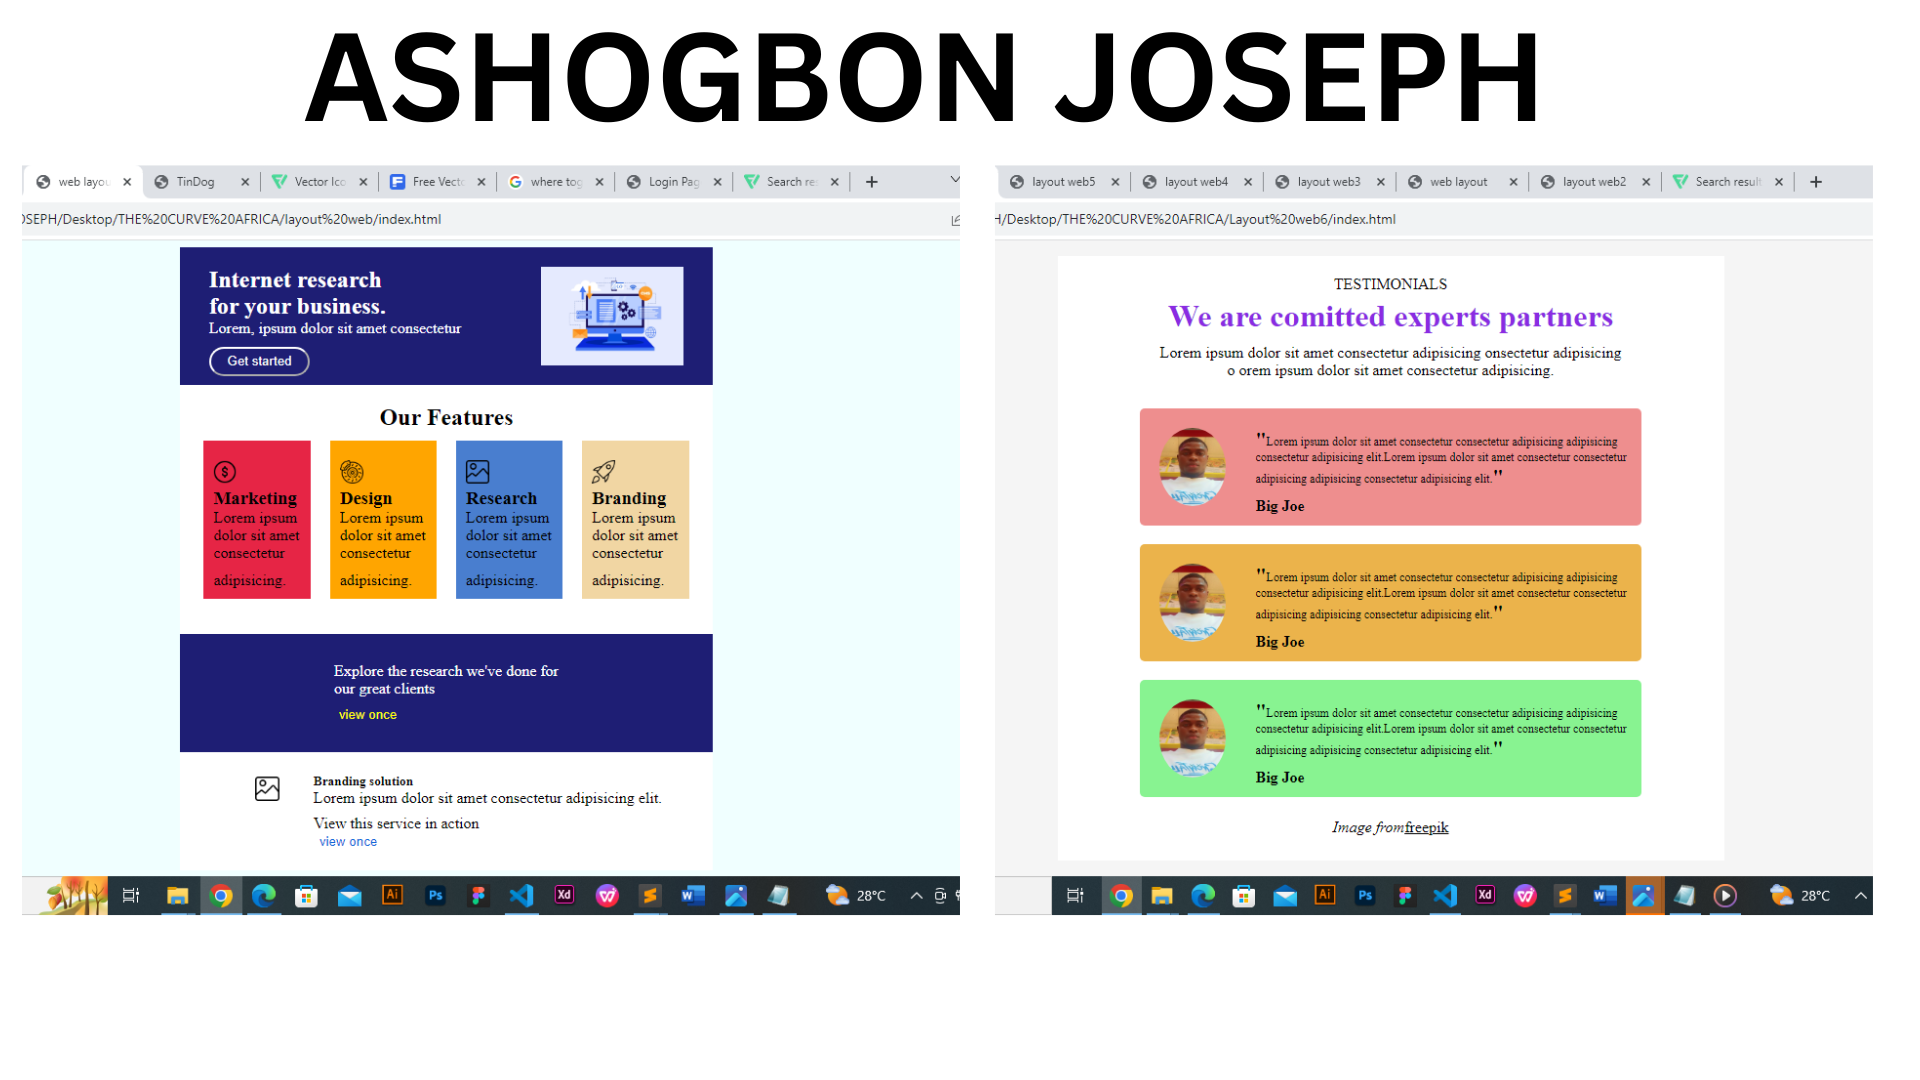 ASHOGBON JOSEPH
web layou
TinDog
Vector Ico
Free Vecto
where tog
Login Pag
Search re
OSEPH/Desktop/THE%20CURVE%20AFRICA/layout%20web/index.html
Internet research
for your business.
Lorem, ipsum dolor sit amet consectetur
Get started
Our Features
Marketing
Lorem ipsum
dolor sit amet
consectetur
adipisicing.
Design
Lorem ipsum
dolor sit amet
consectetur
adipisicing.
Research
Lorem ipsum
dolor sit amet
consectetur
adipisicing.
Branding
Lorem ipsum
dolor sit amet
consectetur
adipisicing.
Explore the research we've done for
our great clients
view once
Branding solution
Lorem ipsum dolor sit amet consectetur adipisicing elit.
View this service in action
view once
Ai
Ps
Xd
28°C
layout web5
layout web4
layout web3
web layout
layout web2
Search result
H/Desktop/THE%20CURVE%20AFRICA/Layout%20web6/index.html
TESTIMONIALS
We are comitted experts partners
Lorem ipsum dolor sit amet consectetur adipisicing onsectetur adipisicing
o orem ipsum dolor sit amet consectetur adipisicing.
"Lorem ipsum dolor sit amet consectetur consectetur adipisicing adipisicing
consectetur adipisicing elit.Lorem ipsum dolor sit amet consectetur consectetur
adipisicing adipisicing consectetur adipisicing elit."
Big Joe
"Lorem ipsum dolor sit amet consectetur consectetur adipisicing adipisicing
consectetur adipisicing elit.Lorem ipsum dolor sit amet consectetur consectetur
adipisicing adipisicing consectetur adipisicing elit."
Big Joe
"Lorem ipsum dolor sit amet consectetur consectetur adipisicing adipisicing
consectetur adipisicing elit.Lorem ipsum dolor sit amet consectetur consectetur
adipisicing adipisicing consectetur adipisicing elit."
Big Joe
Image fromfreepik
Ai
Ps
Xd
28°C